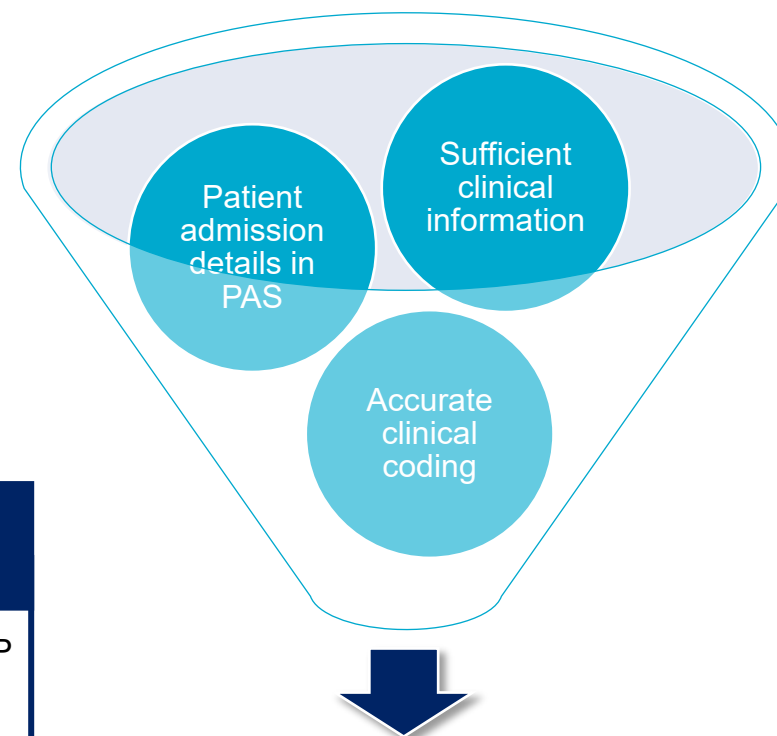 Sufficient
clinical
information
Patient
admission
details in
PAS
Accurate
clinical
coding
P